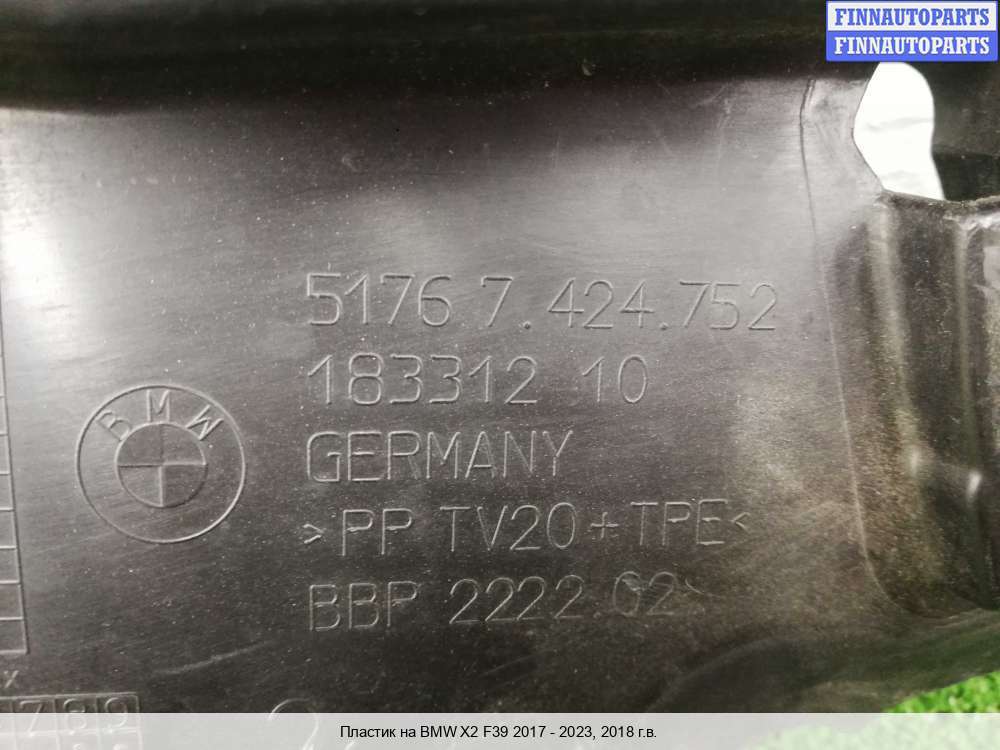 FINNAUTOPARTS
FINNAUTOPARTS
5176 7.424.752
183312 10
BMW
GERMANY
>PP TV20+TPE<
BBP 2222.02
Пластик на BMW X2 F39 2017 - 2023, 2018 г.в.